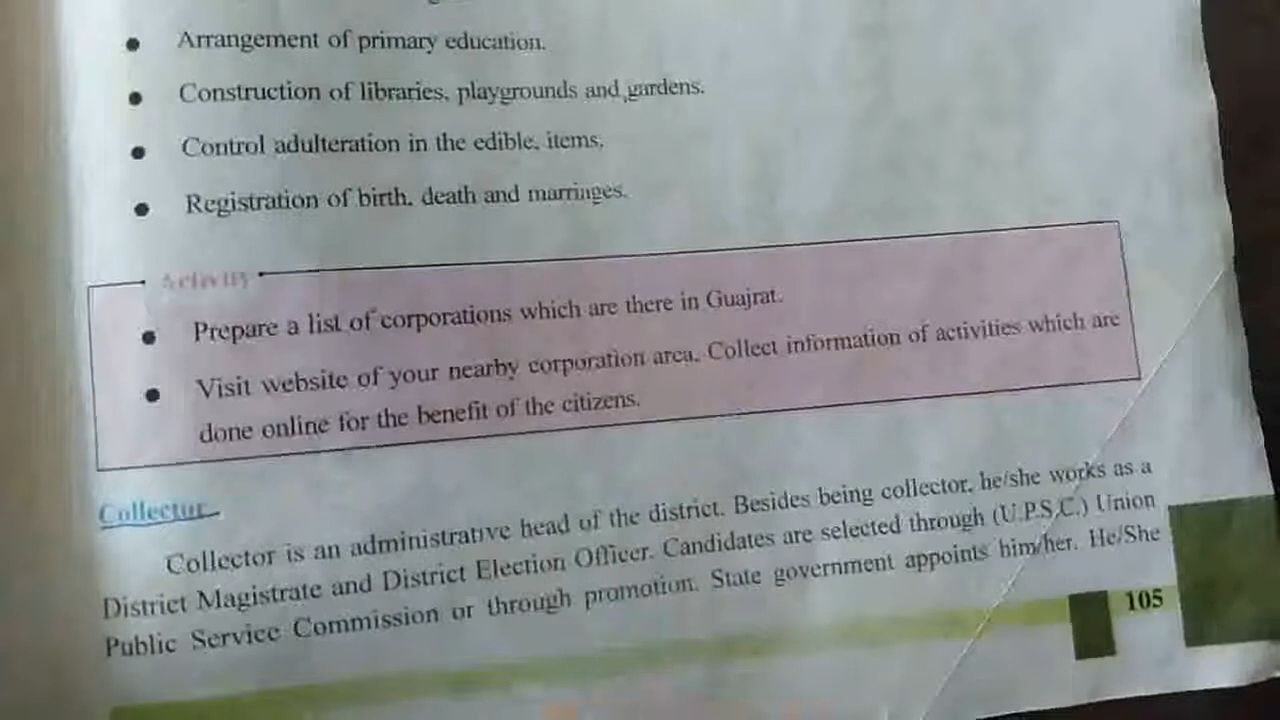 Arrangement of primary education.
Construction of libraries, playgrounds and gardens.
Control adulteration in the edible, items.
Registration of birth, death and marriages.
Activity
Prepare a list of corporations which are there in Guajrat.
Visit website of your nearby corporation area. Collect information of activities which are
done online for the benefit of the citizens.
Collector
Collector is an administrative head of the district. Besides being collector, he/she works as a
District Magistrate and District Election Officer. Candidates are selected through (U.P.S.C.) Union
Public Service Commission or through promotion. State government appoints him/her. He/She
105